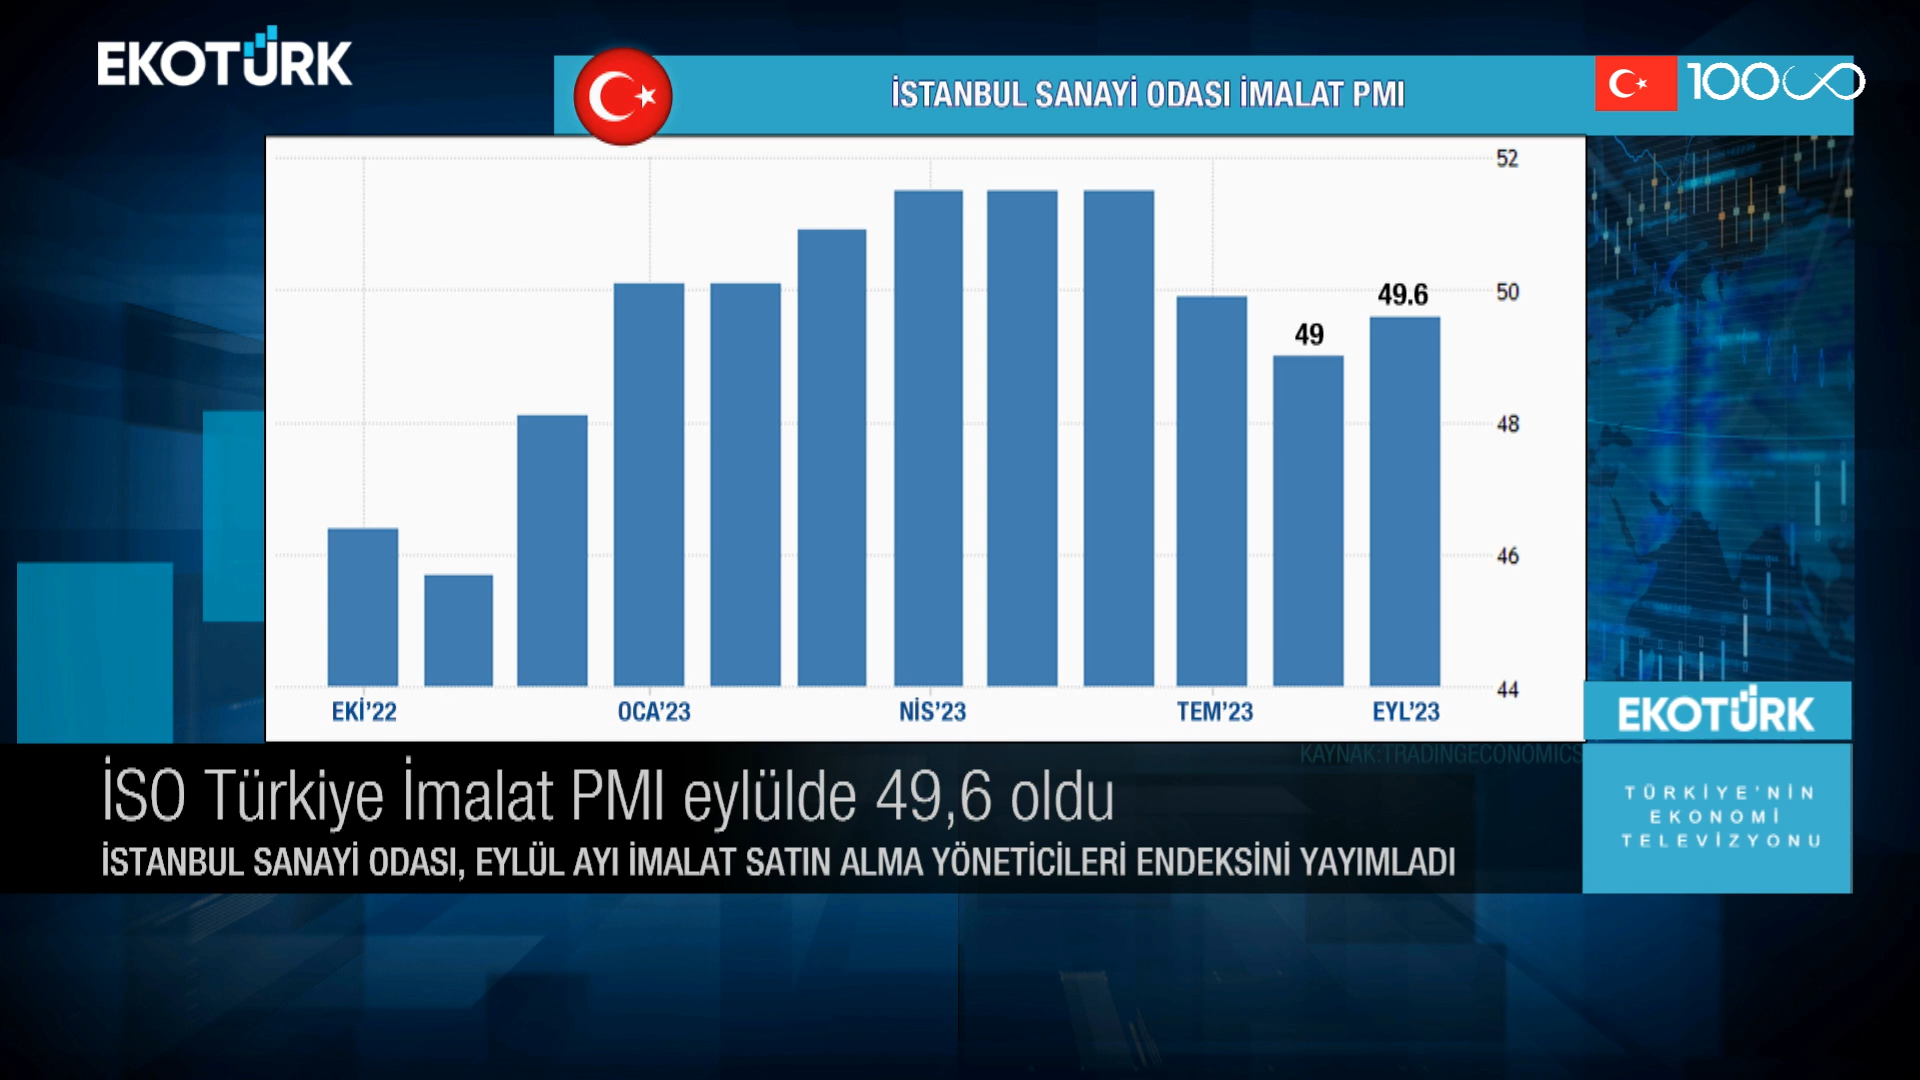 EKOTÜRK
İSTANBUL SANAYİ ODASI İMALAT PMI
100
52
50
48
46
44
49
49.6
EKİ'22 OCA'23 NİS'23 TEM'23 EYL'23
EKOTÜRK
KAYNAK:TRADINGECONOMICS
İSO Türkiye İmalat PMI eylülde 49,6 oldu
İSTANBUL SANAYİ ODASI, EYLÜL AYI İMALAT SATIN ALMA YÖNETİCİLERİ ENDEKSİNİ YAYIMLADI
TÜRKİYE'NİN
EKONOMİ
TELEVİZYONU